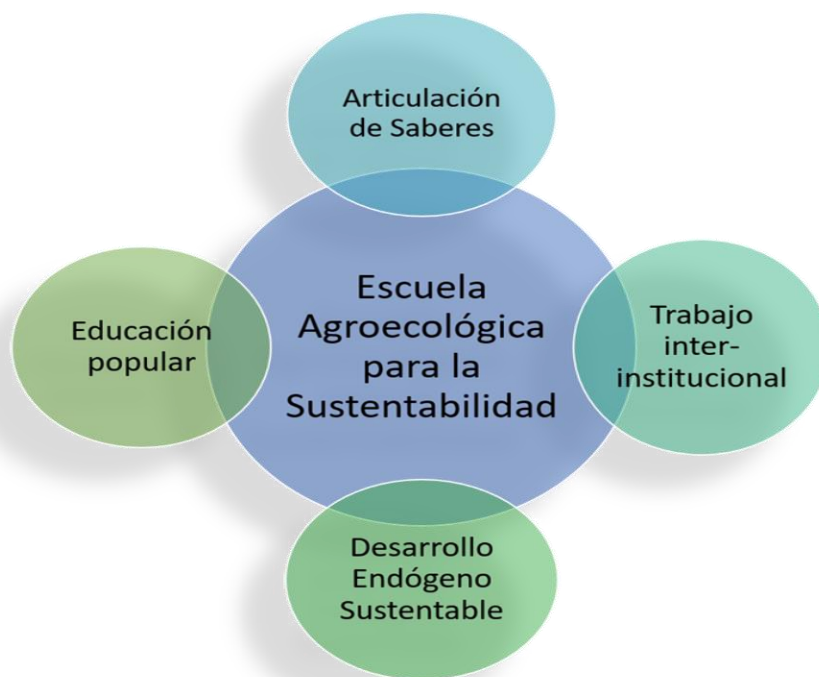 Articulación
de Saberes
Educación
popular
Escuela
Agroecológica
para la
Sustentabilidad
Trabajo
inter-
institucional
Desarrollo
Endógeno
Sustentable